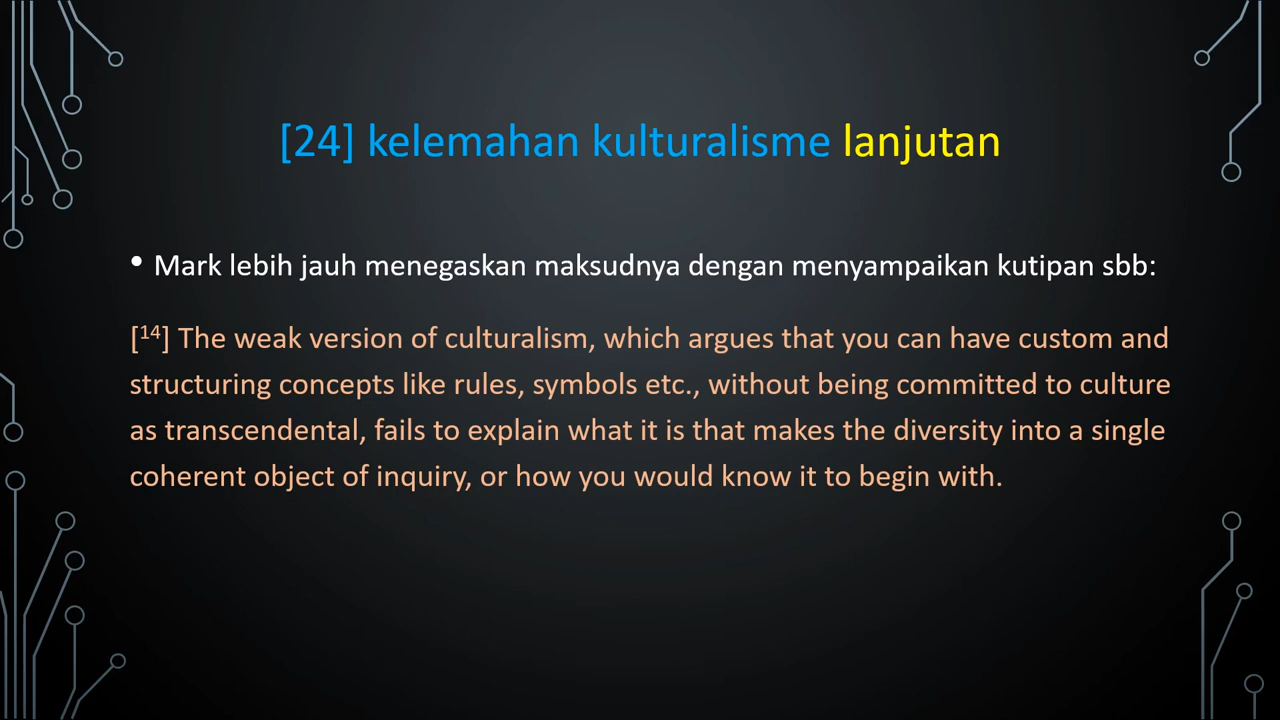 [24] kelemahan kulturalisme lanjutan
• Mark lebih jauh menegaskan maksudnya dengan menyampaikan kutipan sbb:
[14] The weak version of culturalism, which argues that you can have custom and
structuring concepts like rules, symbols etc., without being committed to culture
as transcendental, fails to explain what it is that makes the diversity into a single
coherent object of inquiry, or how you would know it to begin with.